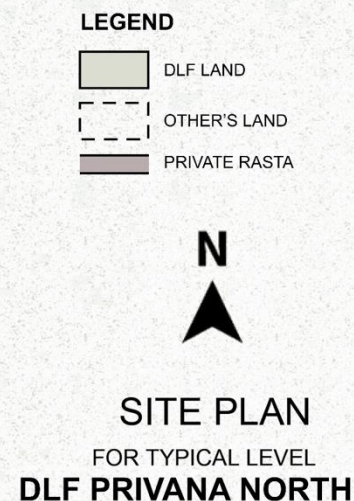 LEGEND
DLF LAND
OTHER'S LAND
PRIVATE RASTA
N
SITE PLAN
FOR TYPICAL LEVEL
DLF PRIVANA NORTH